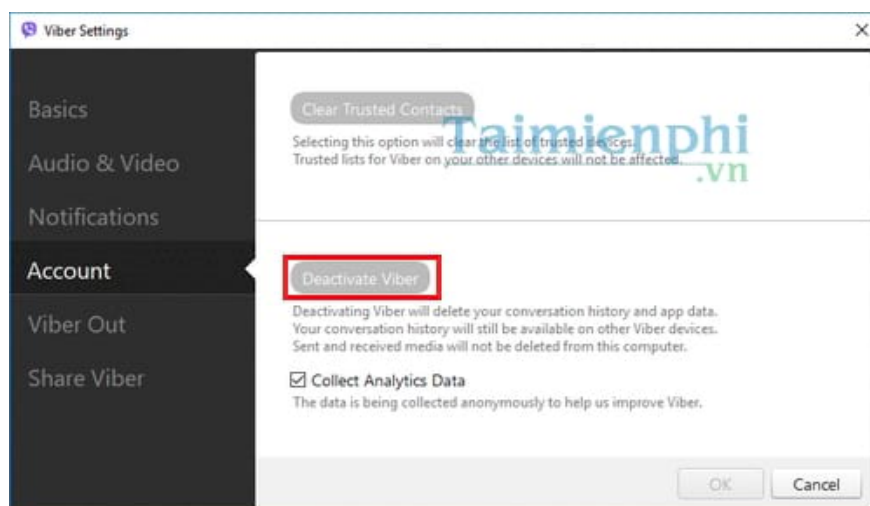 Viber Settings
Basics
Audio & Video
Notifications
Account
Viber Out
Share Viber
Clear Trusted Contacts
Selecting this option will clear the list of trusted devices.
Trusted lists for Viber on your other devices will not be affected.
Taimienphi
.vn
Deactivate Viber
Deactivating Viber will delete your conversation history and app data.
Your conversation history will still be available on other Viber devices.
Sent and received media will not be deleted from this computer.
Collect Analytics Data
The data is being collected anonymously to help us improve Viber.
OK
Cancel